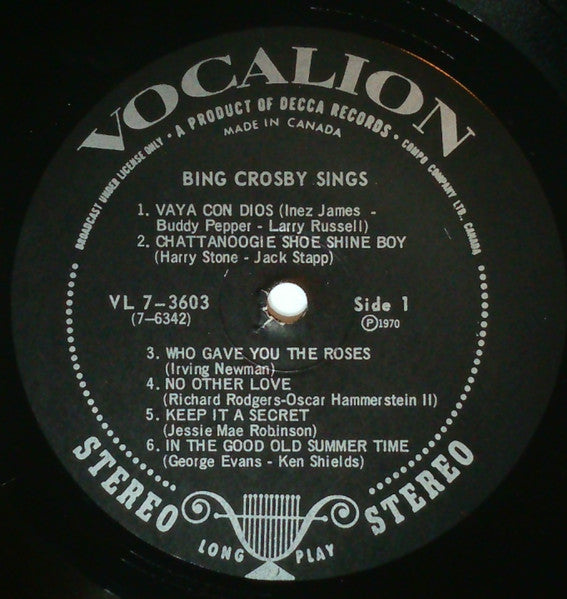 VOCALION
BROADCAST UNDER LICENSE ONLY • A PRODUCT OF DECCA RECORDS • COMPO COMPANY LTD. CANADA
MADE IN CANADA
BING CROSBY SINGS
1. VAYA CON DIOS (Inez James -
Buddy Pepper - Larry Russell)
2. CHATTANOOGIE SHOE SHINE BOY
(Harry Stone - Jack Stapp)
VL 7-3603
(7-6342)
Side 1
Ⓟ1970
3. WHO GAVE YOU THE ROSES
(Irving Newman)
4. NO OTHER LOVE
(Richard Rodgers-Oscar Hammerstein II)
5. KEEP IT A SECRET
(Jessie Mae Robinson)
6. IN THE GOOD OLD SUMMER TIME
(George Evans - Ken Shields)
STEREO
LONG PLAY
STEREO